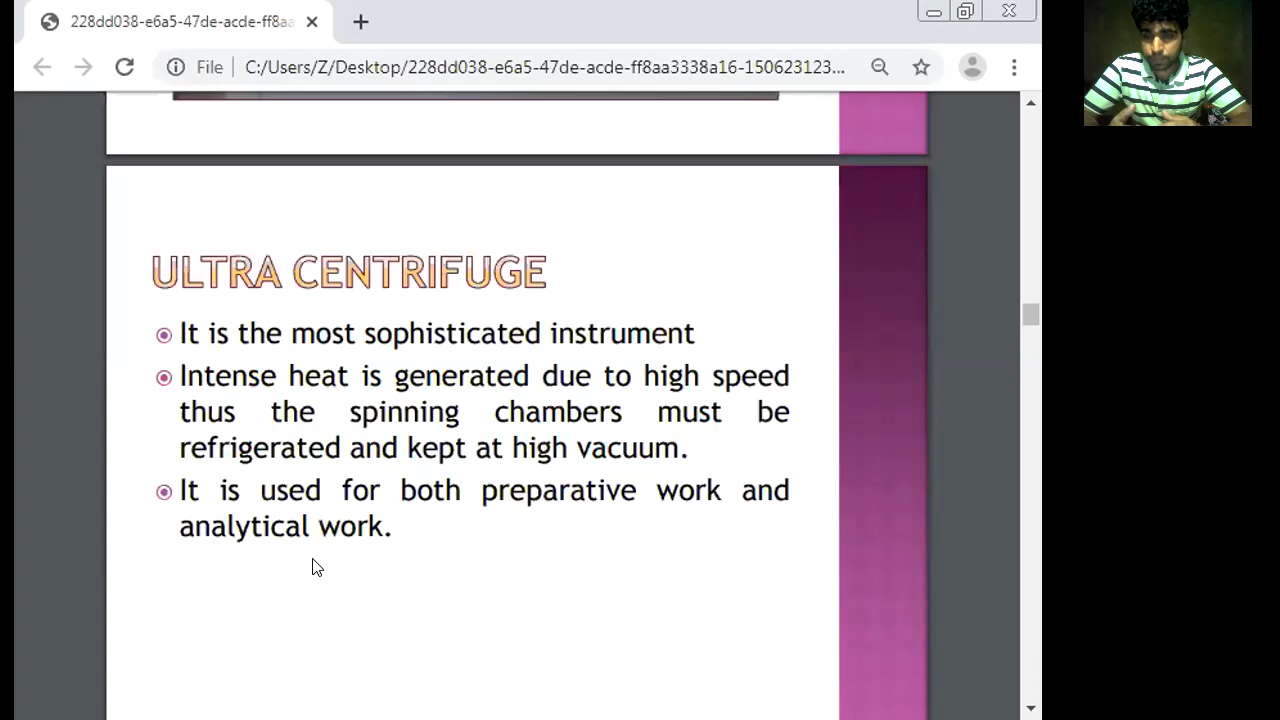 228dd038-e6a5-47de-acde-ff8aa
File C:/Users/Z/Desktop/228dd038-e6a5-47de-acde-ff8aa3338a16-150623123...
ULTRA CENTRIFUGE
It is the most sophisticated instrument
Intense heat is generated due to high speed
thus the spinning chambers must be
refrigerated and kept at high vacuum.
It is used for both preparative work and
analytical work.